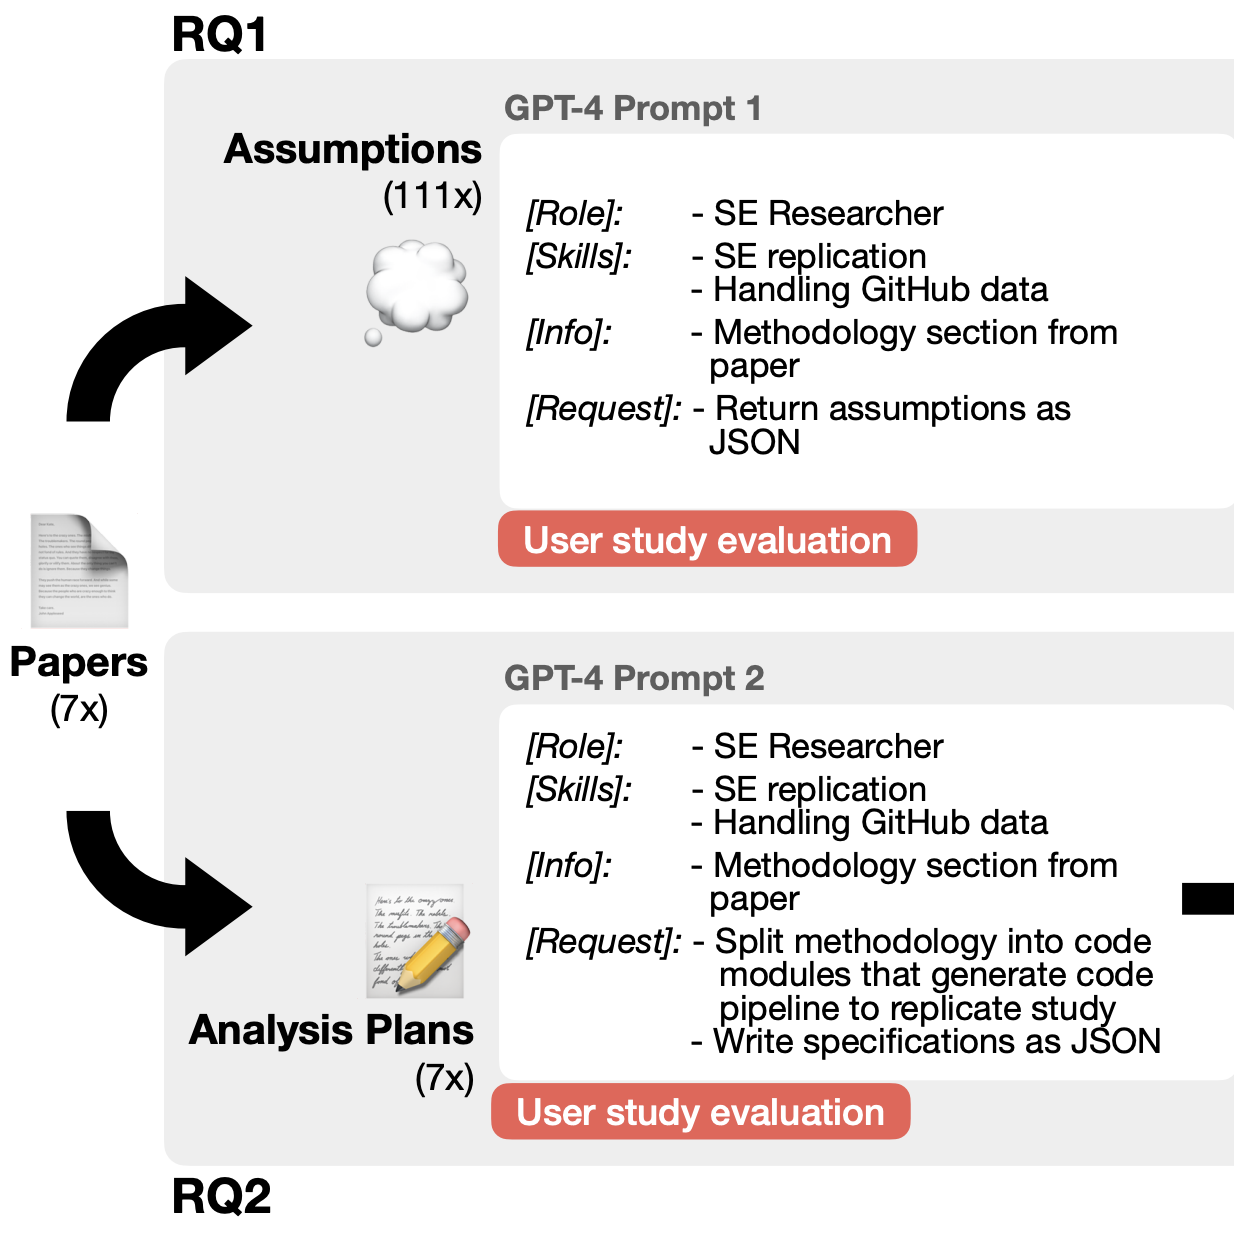 RQ1
GPT-4 Prompt 1
Assumptions
(111x)
[Role]: - SE Researcher
[Skills]: - SE replication
- Handling GitHub data
[Info]: - Methodology section from
paper
[Request]: - Return assumptions as
JSON
User study evaluation
Papers
(7x)
GPT-4 Prompt 2
[Role]: - SE Researcher
[Skills]: - SE replication
- Handling GitHub data
[Info]: - Methodology section from
paper
[Request]: - Split methodology into code
modules that generate code
pipeline to replicate study
- Write specifications as JSON
Analysis Plans
(7x)
User study evaluation
RQ2